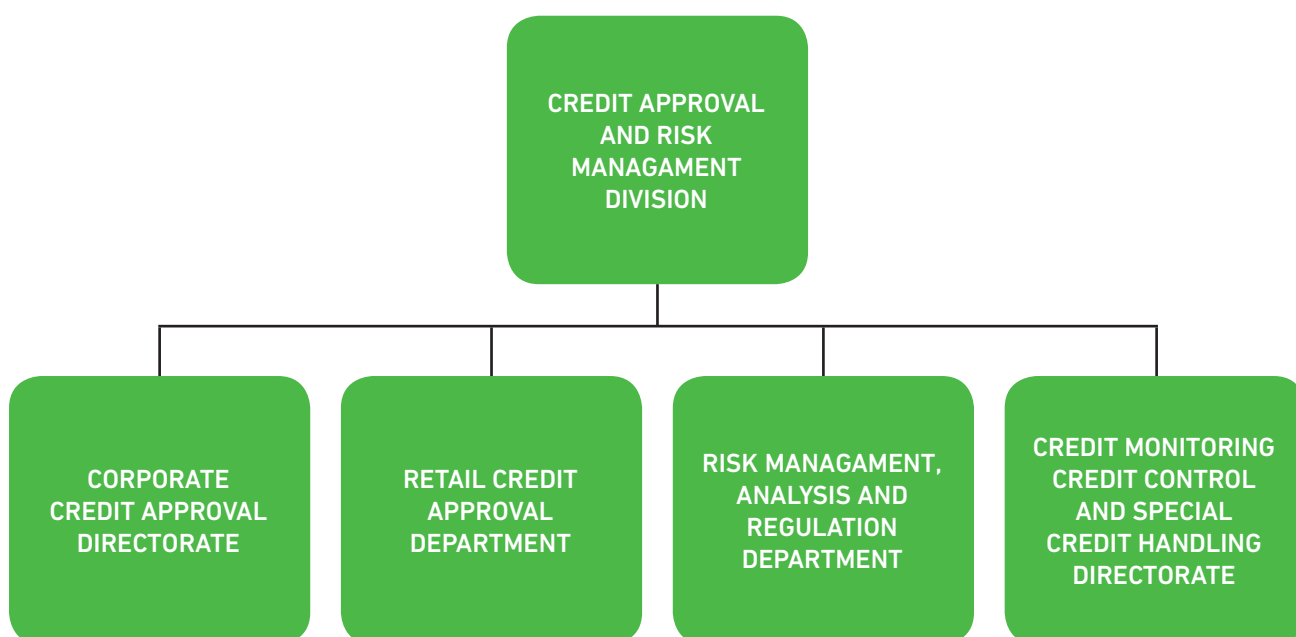 CREDIT APPROVAL
AND RISK
MANAGAMENT
DIVISION
CORPORATE
CREDIT APPROVAL
DIRECTORATE
RETAIL CREDIT
APPROVAL
DEPARTMENT
RISK MANAGAMENT,
ANALYSIS AND
REGULATION
DEPARTMENT
CREDIT MONITORING
CREDIT CONTROL
AND SPECIAL
CREDIT HANDLING
DIRECTORATE